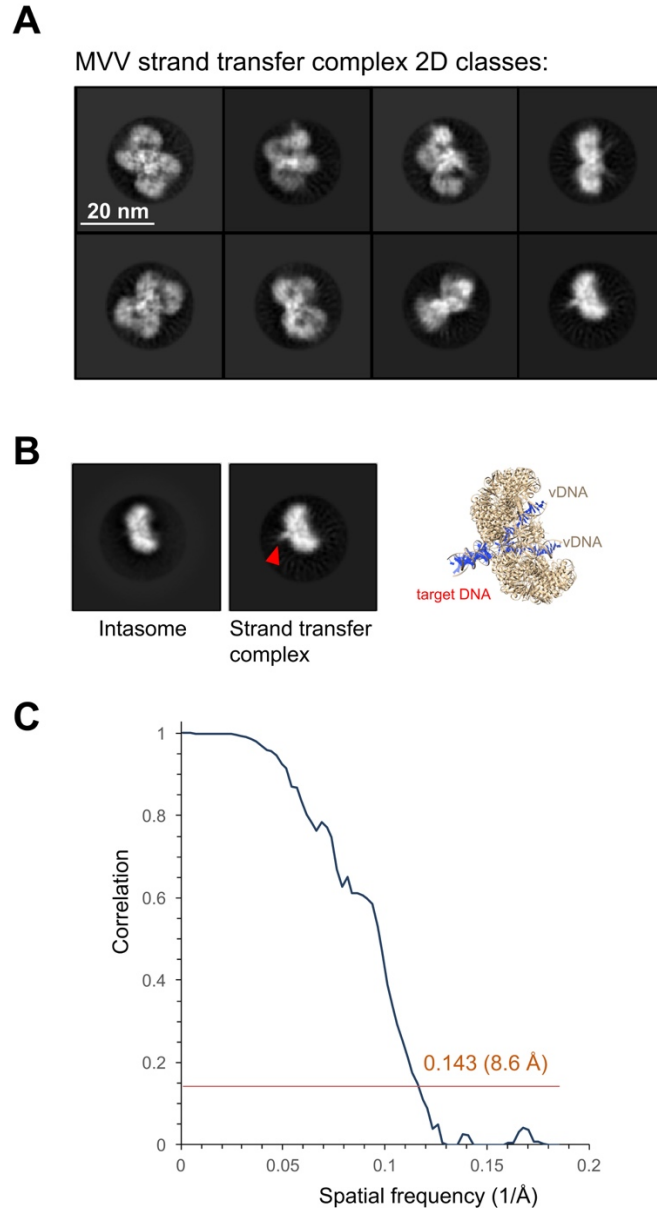 A
MVV strand transfer complex 2D classes:
20 nm
B
vDNA
vDNA
target DNA
Intasome
Strand transfer
complex
C
1
0.8
0.6
0.4
0.2
0
Correlation
0.143 (8.6 Å)
0
0.05
0.1
0.15
0.2
Spatial frequency (1/Å)